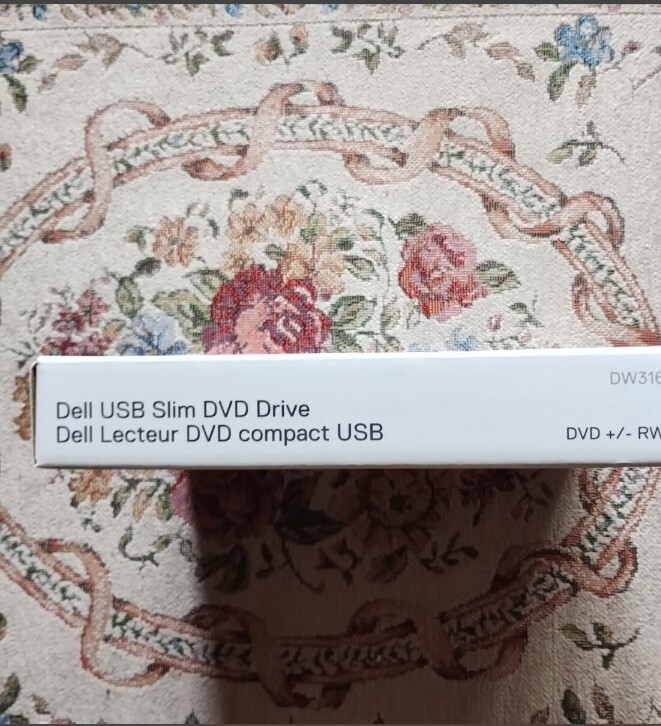 DW316
Dell USB Slim DVD Drive
Dell Lecteur DVD compact USB
DVD +/- RW